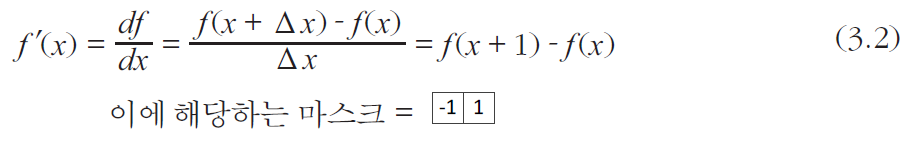 f′(x) = df/dx = (f(x + Δx) - f(x))/Δx = f(x + 1) - f(x) (3.2)
이에 해당하는 마스크 = -1 1